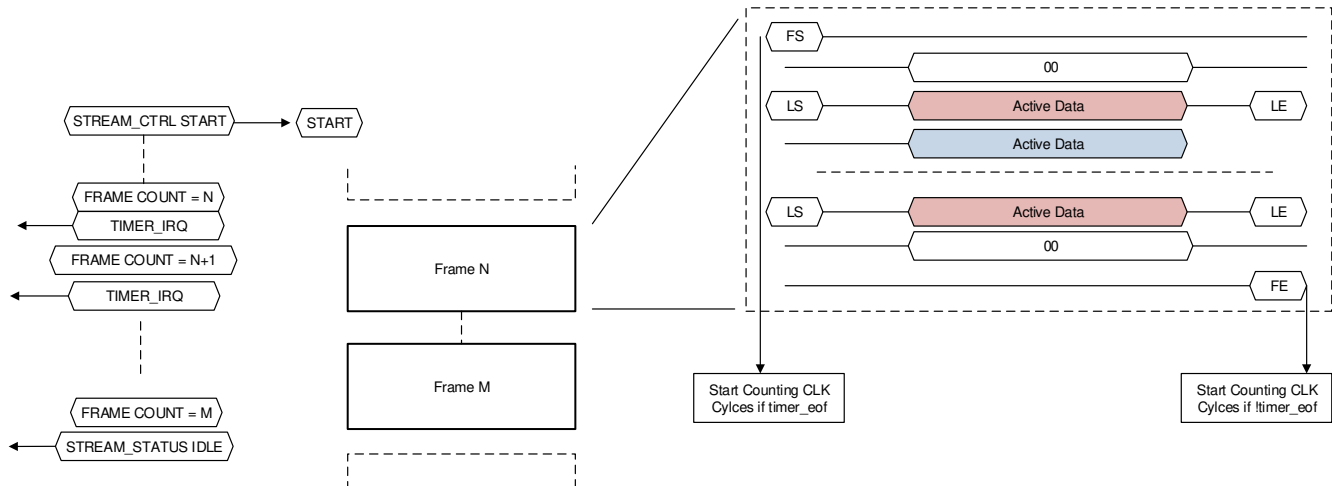 STREAM_CTRL START
START
FRAME COUNT = N
TIMER_IRQ
FRAME COUNT = N+1
TIMER_IRQ
FRAME COUNT = M
STREAM_STATUS IDLE
Frame N
Frame M
FS
00
LS
Active Data
LE
Active Data
LS
Active Data
LE
00
FE
Start Counting CLK
Cylces if timer_eof
Start Counting CLK
Cylces if !timer_eof